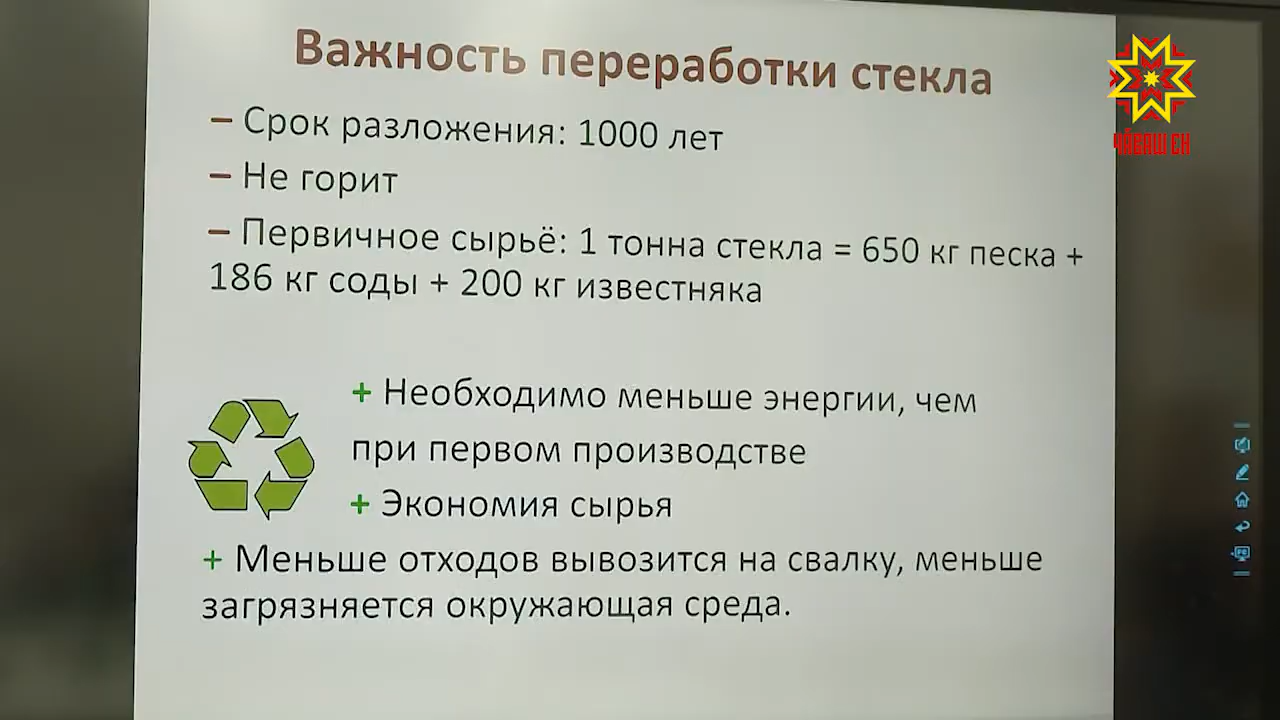 Важность переработки стекла
– Срок разложения: 1000 лет
– Не горит
– Первичное сырьё: 1 тонна стекла = 650 кг песка +
186 кг соды + 200 кг известняка
+ Необходимо меньше энергии, чем
при первом производстве
+ Экономия сырья
+ Меньше отходов вывозится на свалку, меньше
загрязняется окружающая среда.
ЧӐВАШ ЕН
PC